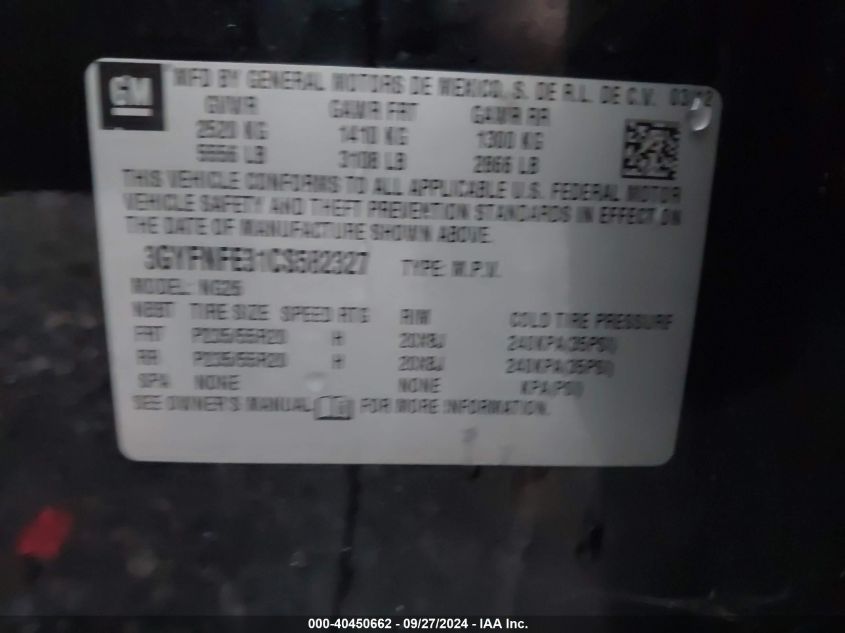 GM
MFD BY GENERAL MOTORS DE MEXICO, S. DE R.L. DE C.V. 03/12
GVWR GAWR FRT GAWR RR
2520 KG 1410 KG 1300 KG
5556 LB 3108 LB 2866 LB
THIS VEHICLE CONFORMS TO ALL APPLICABLE U.S. FEDERAL MOTOR
VEHICLE SAFETY AND THEFT PREVENTION STANDARDS IN EFFECT ON
THE DATE OF MANUFACTURE SHOWN ABOVE.
3GYFNFE31CS582327 TYPE: M.P.V.
MODEL: NG26
TIRE SIZE SPEED RTG RIM COLD TIRE PRESSURE
FRT P235/55R20 H 20X8J 240KPA(35PSI)
RR P235/55R20 H 20X8J 240KPA(35PSI)
SPA NONE NONE KPA(PSI)
SEE OWNER'S MANUAL FOR MORE INFORMATION.
000-40450662 - 09/27/2024 - IAA Inc.